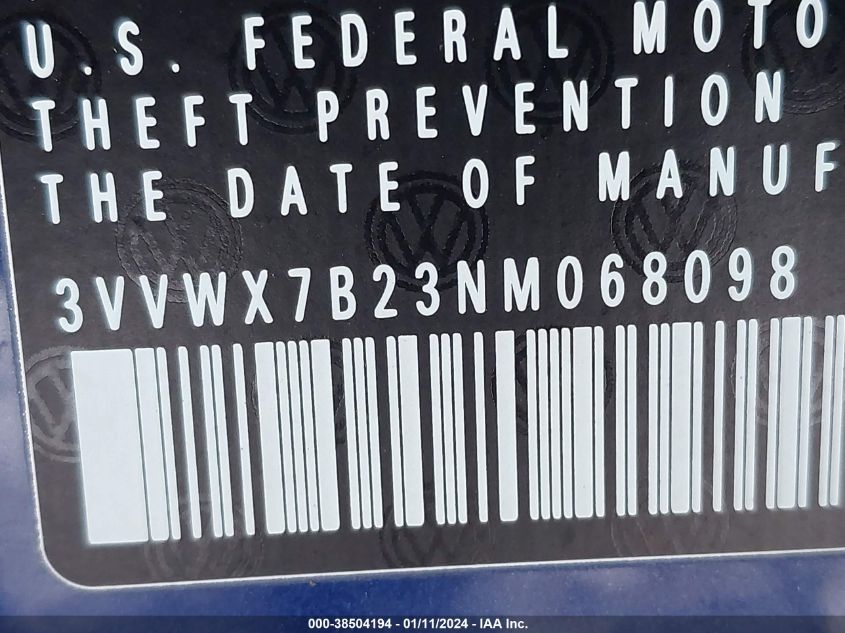 U.S. FEDERAL MOTO
THEFT PREVENTION
THE DATE OF MANUF
3VVWX7B23NM068098
000-38504194 - 01/11/2024 - IAA Inc.